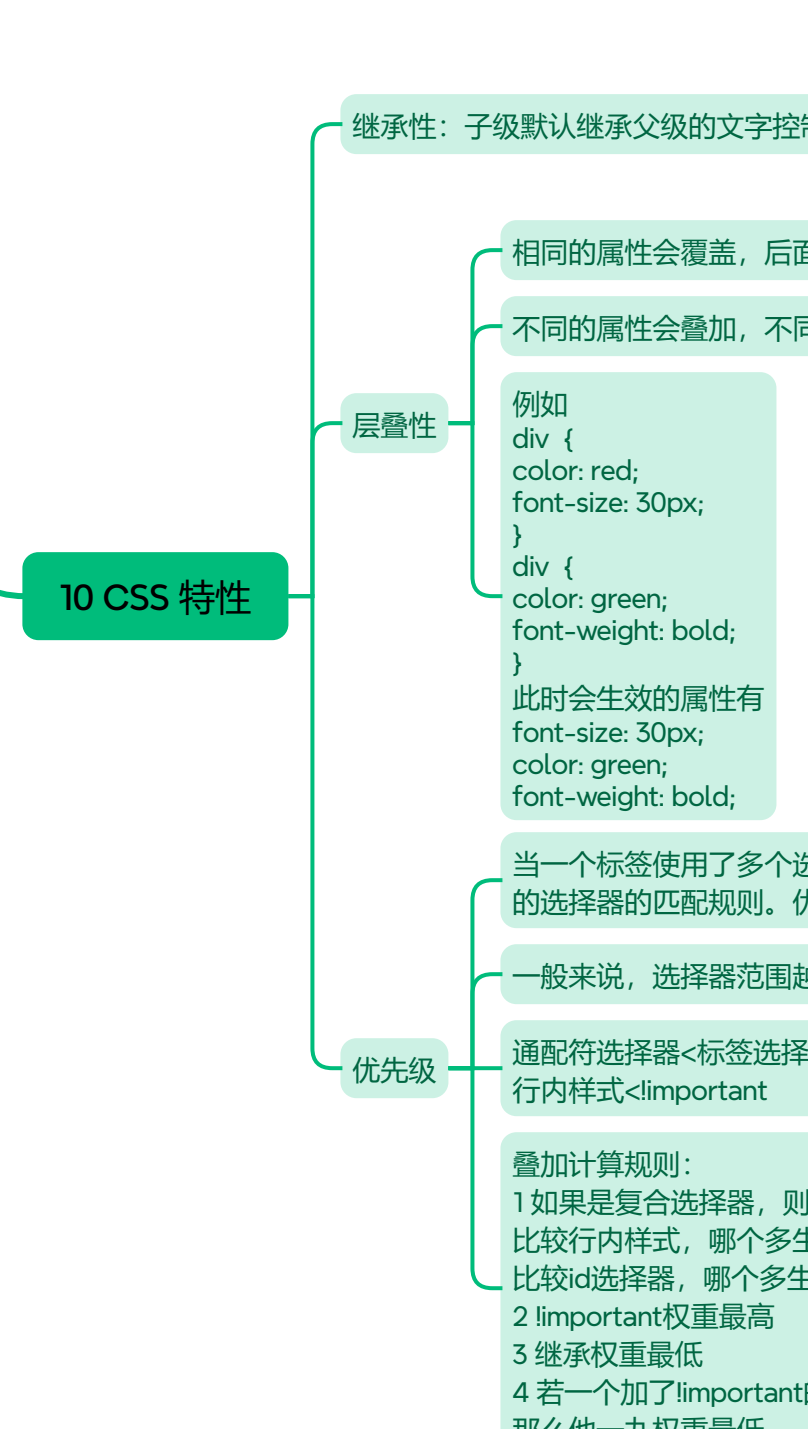 继承性：子级默认继承父级的文字控
相同的属性会覆盖，后
不同的属性会叠加，不
例如
div {
color: red;
font-size: 30px;
}
div {
color: green;
font-weight: bold;
}
此时会生效的属性有
font-size: 30px;
color: green;
font-weight: bold;
层叠性
10 CSS 特性
当一个标签使用了多个
的选择器的匹配规则。
一般来说，选择器范围
优先级
通配符选择器<标签选择
行内样式<!important
叠加计算规则：
1 如果是复合选择器，则
比较行内样式，哪个多
比较id选择器，哪个多
2 !important权重最高
3 继承权重最低
4 若一个加了!important